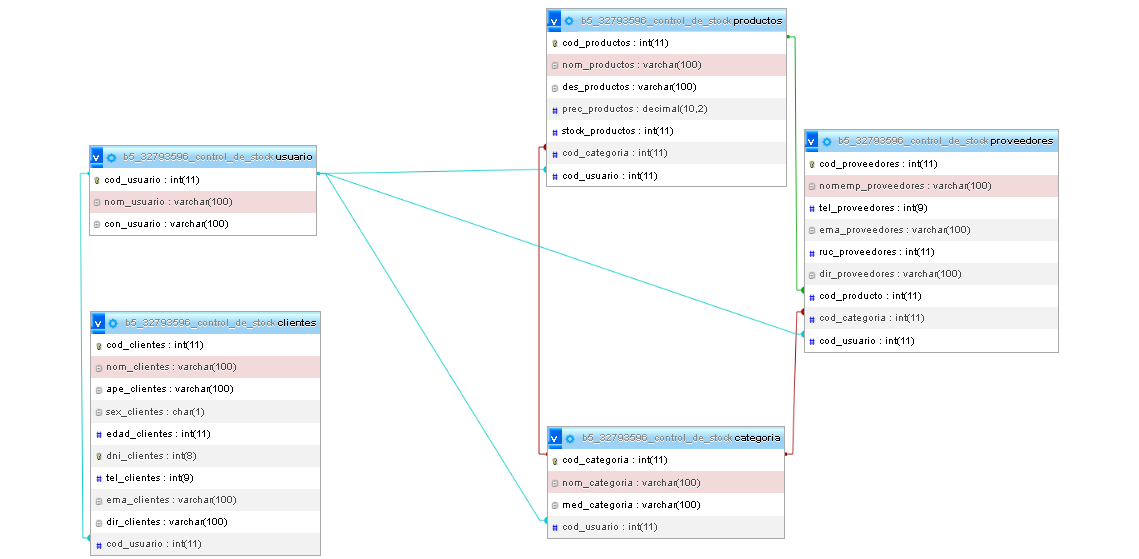 b5_32793596_control_de_stock productos
cod_productos : int(11)
nom_productos : varchar(100)
des_productos : varchar(100)
prec_productos : decimal(10,2)
stock_productos : int(11)
cod_categoria : int(11)
cod_usuario : int(11)
b5_32793596_control_de_stock usuario
cod_usuario : int(11)
nom_usuario : varchar(100)
con_usuario : varchar(100)
b5_32793596_control_de_stock proveedores
cod_proveedores : int(11)
nomemp_proveedores : varchar(100)
tel_proveedores : int(9)
ema_proveedores : varchar(100)
ruc_proveedores : int(11)
dir_proveedores : varchar(100)
cod_producto : int(11)
cod_categoria : int(11)
cod_usuario : int(11)
b5_32793596_control_de_stock clientes
cod_clientes : int(11)
nom_clientes : varchar(100)
ape_clientes : varchar(100)
sex_clientes : char(1)
edad_clientes : int(11)
dni_clientes : int(8)
tel_clientes : int(9)
ema_clientes : varchar(100)
dir_clientes : varchar(100)
cod_usuario : int(11)
b5_32793596_control_de_stock categoria
cod_categoria : int(11)
nom_categoria : varchar(100)
med_categoria : varchar(100)
cod_usuario : int(11)